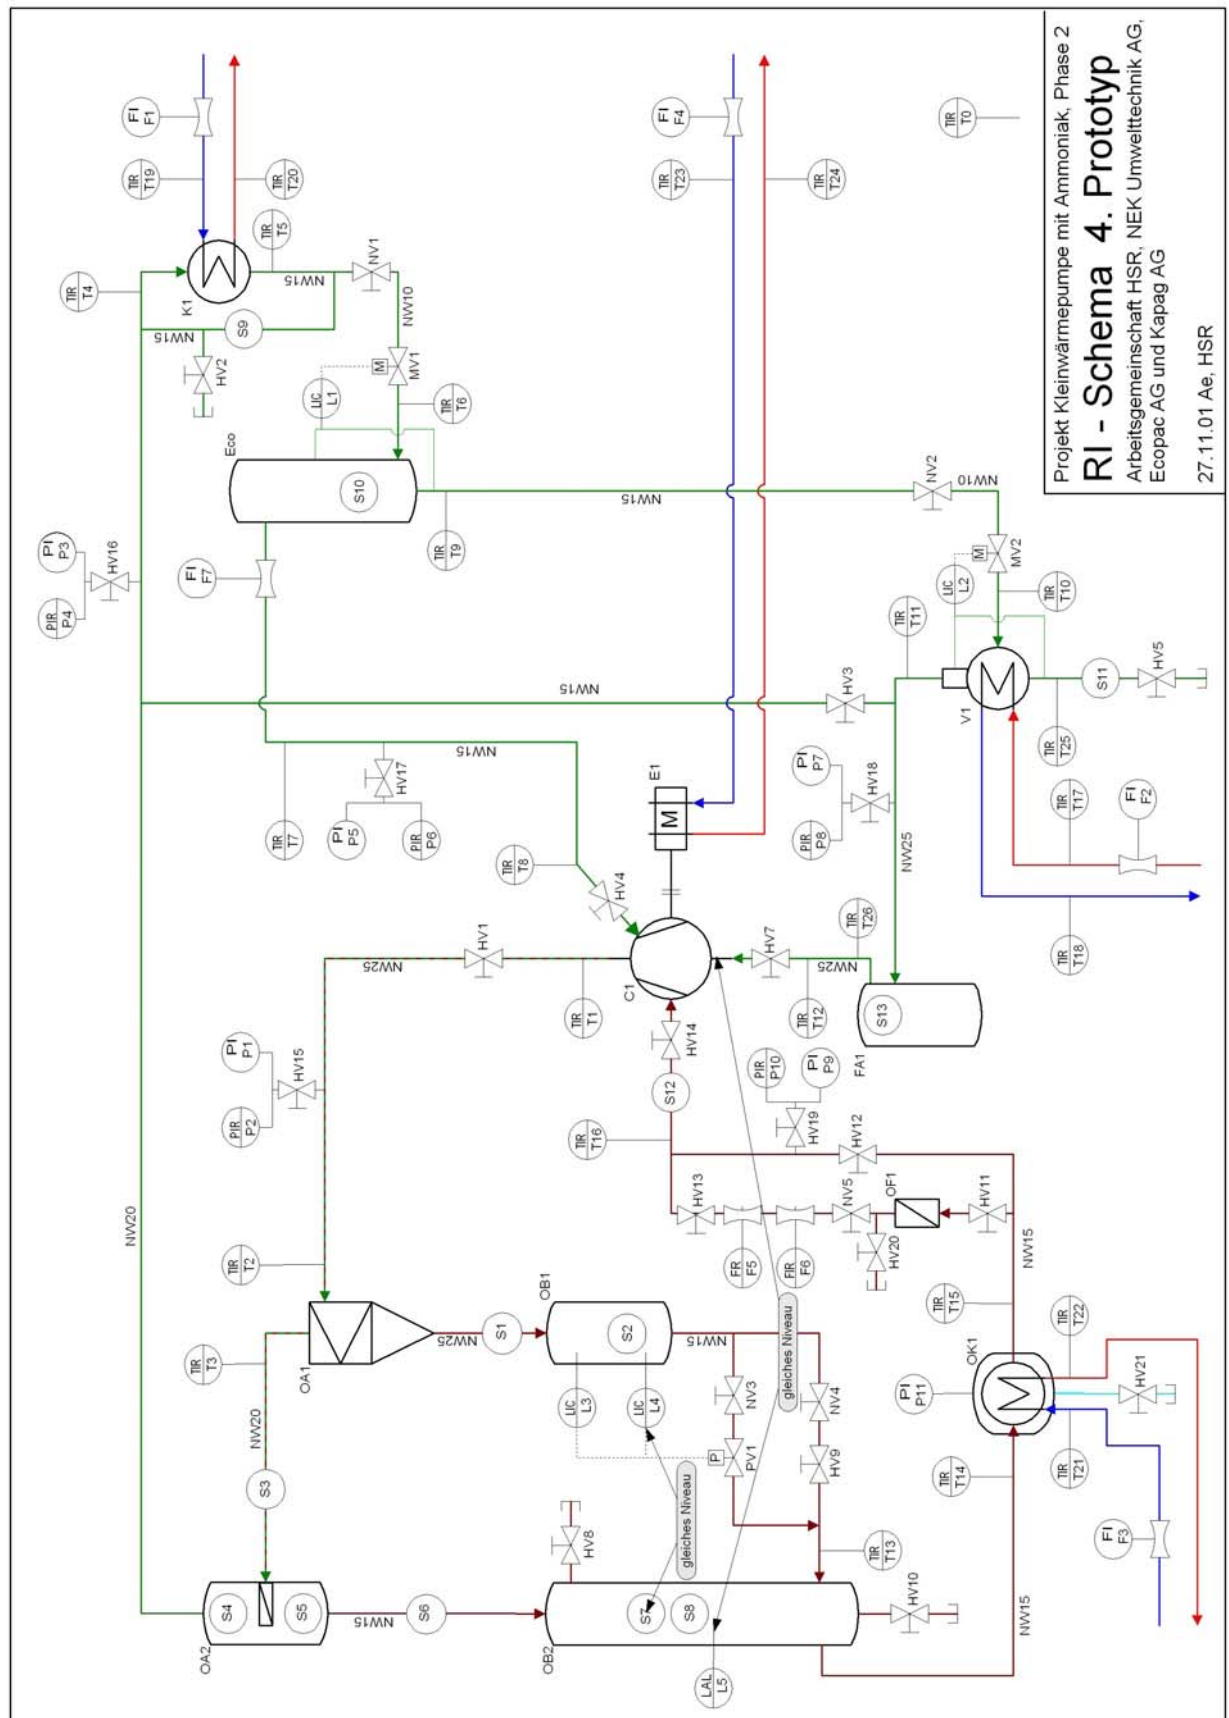 Projekt Kleinwärmepumpe mit Ammoniak, Phase 2
RI - Schema 4. Prototyp
Arbeitsgemeinschaft HSR, NEK Umwelttechnik AG,
Ecopac AG und Kapag AG
27.11.01 Ae, HSR
OA2
S4
S5
NW15
S6
OB2
S7
S8
LAL
L5
HV8
HV10
TIR
T13
NW15
gleiches Niveau
NW20
S3
NW20
TIR
T3
OA1
NW25
S1
OB1
S2
NW15
LIC
L3
LIC
L4
NV3
P
PV1
NV4
HV9
TIR
T14
FI
F3
TIR
T21
TIR
T22
PI
P11
OK1
HV21
TIR
T15
NW15
TIR
T2
gleiches Niveau
HV13
FR
F5
FIR
F6
NV5
HV20
OF1
HV11
HV12
HV19
PIR
P10
PI
P9
TIR
T16
S12
HV14
PIR
P2
PI
P1
HV15
NW25
HV1
TIR
T1
C1
HV7
NW25
TIR
T12
TIR
T26
FA1
S13
HV4
TIR
T8
M
E1
TIR
T7
HV17
PI
P5
PIR
P6
NW15
NW15
HV3
PIR
P8
PI
P7
HV18
NW25
TIR
T11
V1
TIR
T25
TIR
T17
TIR
T18
FI
F2
S11
HV5
LIC
L2
M
MV2
TIR
T10
NW10
NV2
NW15
TIR
T9
PIR
P4
PI
P3
HV16
FI
F7
Eco
S10
LIC
L1
M
MV1
TIR
T6
NW10
NV1
NW15
S9
NW15
HV2
TIR
T4
K1
TIR
T5
TIR
T19
TIR
T20
FI
F1
FI
F4
TIR
T23
TIR
T24
TIR
T0